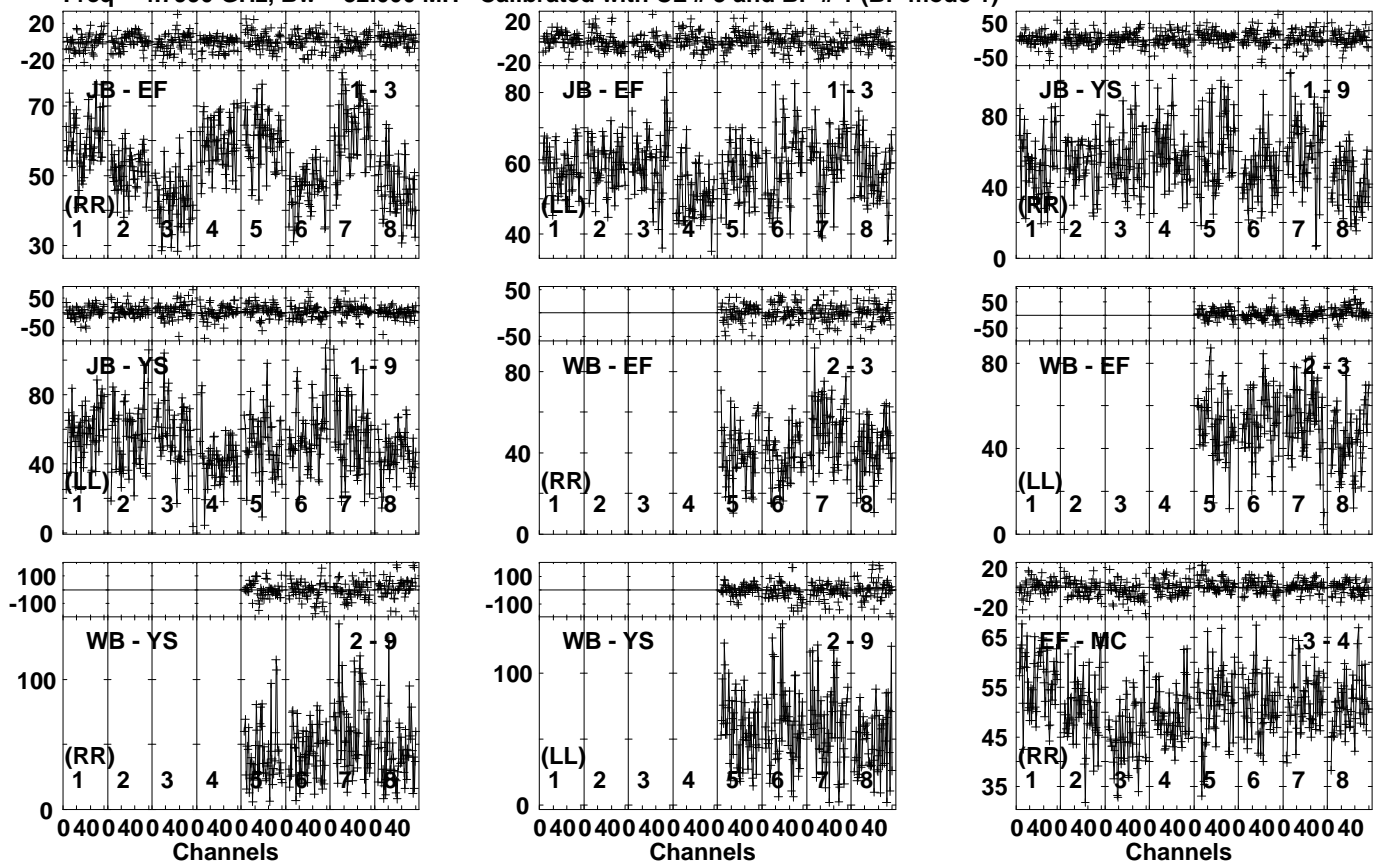 20
-20
JB - EF 1 - 3
70
50
30
(RR)
1 2 3 4 5 6 7 8
20
-20
JB - EF 1 - 3
80
60
40
(LL)
1 2 3 4 5 6 7 8
50
-50
JB - YS 1 - 9
80
40
0
(RR)
1 2 3 4 5 6 7 8
50
-50
JB - YS 1 - 9
80
40
0
(LL)
1 2 3 4 5 6 7 8
50
-50
WB - EF 2 - 3
80
40
0
(RR)
1 2 3 4 5 6 7 8
50
-50
WB - EF 2 - 3
80
40
0
(LL)
1 2 3 4 5 6 7 8
100
-100
WB - YS 2 - 9
100
0
(RR)
1 2 3 4 5 6 7 8
0 40 0 40 0 40 0 40 0 40 0 40 0 40 0 40
Channels
100
-100
WB - YS 2 - 9
100
0
(LL)
1 2 3 4 5 6 7 8
0 40 0 40 0 40 0 40 0 40 0 40 0 40 0 40
Channels
20
-20
EF - MC 3 - 4
65
55
45
35
(RR)
1 2 3 4 5 6 7 8
0 40 0 40 0 40 0 40 0 40 0 40 0 40 0 40
Channels